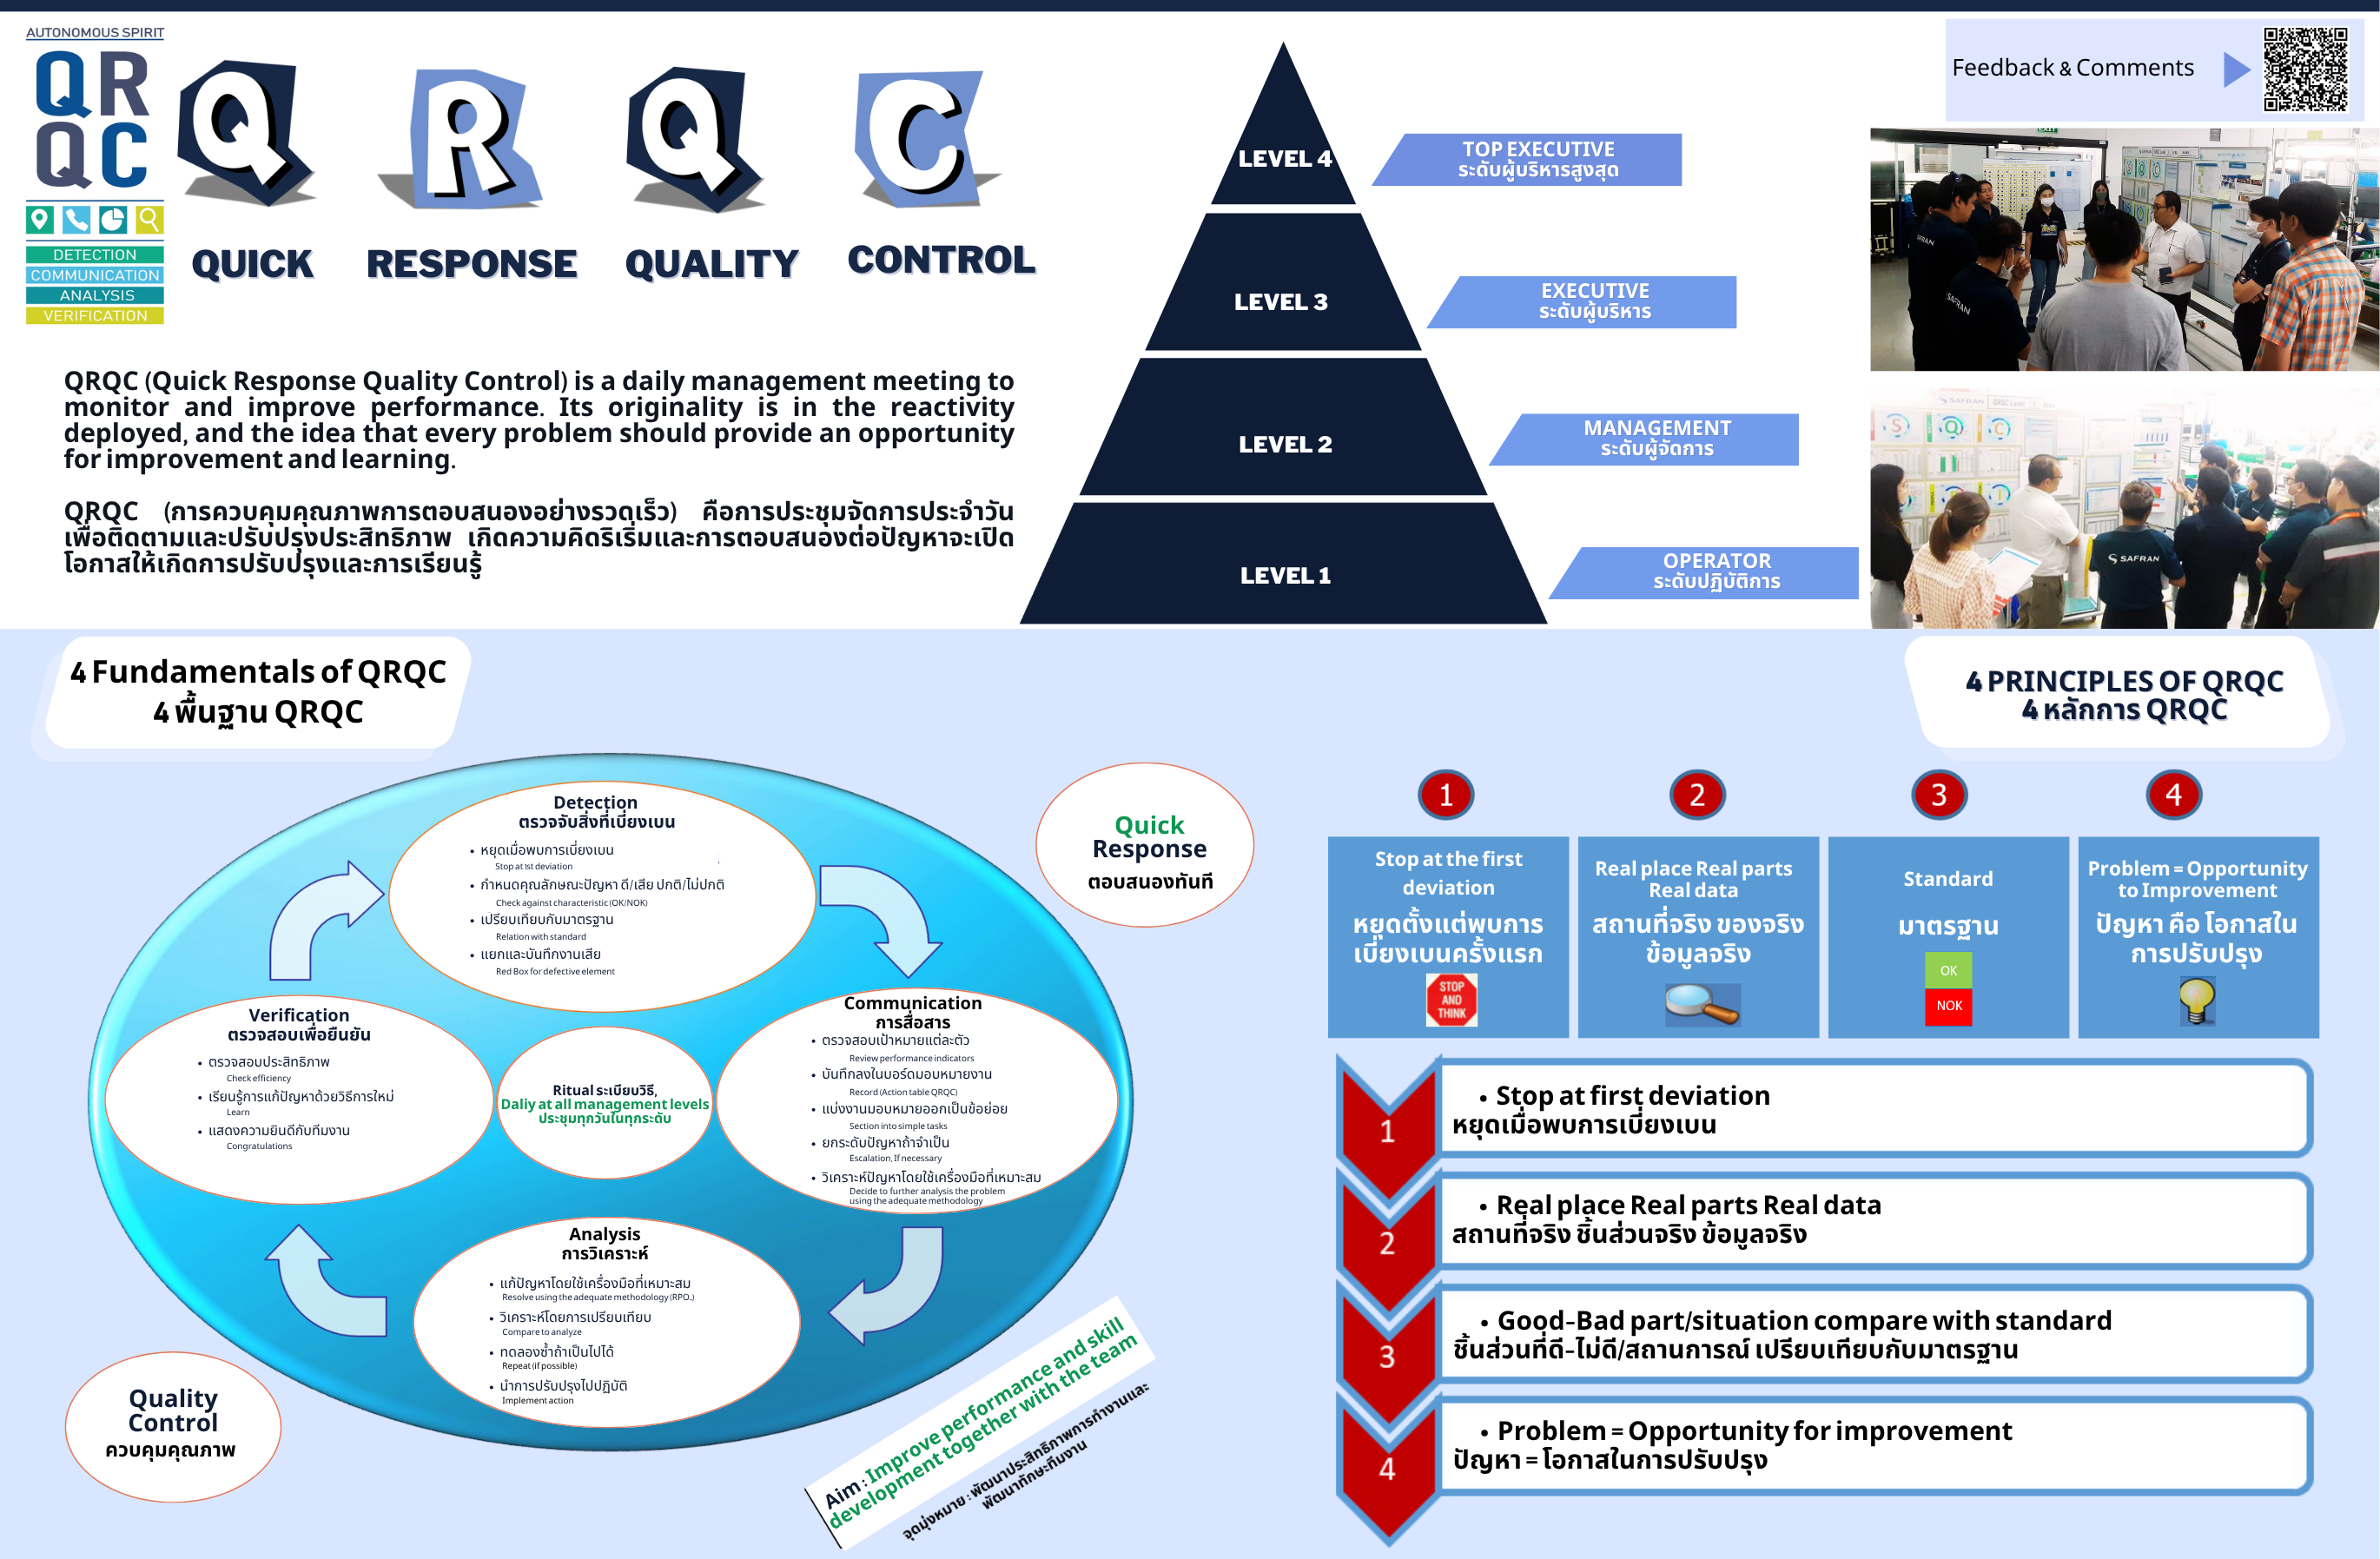 AUTONOMOUS SPIRIT
QR
QC
DETECTION
COMMUNICATION
ANALYSIS
VERIFICATION
Q R Q C
QUICK RESPONSE QUALITY CONTROL
QRQC (Quick Response Quality Control) is a daily management meeting to
monitor and improve performance. Its originality is in the reactivity
deployed, and the idea that every problem should provide an opportunity
for improvement and learning.
QRQC (การควบคุมคุณภาพการตอบสนองอย่างรวดเร็ว) คือการประชุมจัดการประจำวัน
เพื่อติดตามและปรับปรุงประสิทธิภาพ เกิดความคิดริเริ่มและการตอบสนองต่อปัญหาจะเปิด
โอกาสให้เกิดการปรับปรุงและการเรียนรู้
LEVEL 4
TOP EXECUTIVE
ระดับผู้บริหารสูงสุด
LEVEL 3
EXECUTIVE
ระดับผู้บริหาร
LEVEL 2
MANAGEMENT
ระดับผู้จัดการ
LEVEL 1
OPERATOR
ระดับปฏิบัติการ
Feedback & Comments
EXIT
SAFRAN
SAFRAN
SAFRAN
QRQC Level
S Q C
SAFRAN
4 Fundamentals of QRQC
4 พื้นฐาน QRQC
Detection
ตรวจจับสิ่งที่เบี่ยงเบน
• หยุดเมื่อพบการเบี่ยงเบน
Stop at 1st deviation
• กำหนดคุณลักษณะปัญหา ดี/เสีย ปกติ/ไม่ปกติ
Check against characteristic (OK/NOK)
• เปรียบเทียบกับมาตรฐาน
Relation with standard
• แยกและบันทึกงานเสีย
Red Box for defective element
Quick
Response
ตอบสนองทันที
Communication
การสื่อสาร
• ตรวจสอบเป้าหมายแต่ละตัว
Review performance indicators
• บันทึกลงในบอร์ดมอบหมายงาน
Record (Action table QRQC)
• แบ่งงานมอบหมายออกเป็นข้อย่อย
Section into simple tasks
• ยกระดับปัญหาถ้าจำเป็น
Escalation, If necessary
• วิเคราะห์ปัญหาโดยใช้เครื่องมือที่เหมาะสม
Decide to further analysis the problem
using the adequate methodology
Verification
ตรวจสอบเพื่อยืนยัน
• ตรวจสอบประสิทธิภาพ
Check efficiency
• เรียนรู้การแก้ปัญหาด้วยวิธีการใหม่
Learn
• แสดงความยินดีกับทีมงาน
Congratulations
Ritual ระเบียบวิธี,
Daliy at all management levels
ประชุมทุกวันในทุกระดับ
Analysis
การวิเคราะห์
• แก้ปัญหาโดยใช้เครื่องมือที่เหมาะสม
Resolve using the adequate methodology (RPO..)
• วิเคราะห์โดยการเปรียบเทียบ
Compare to analyze
• ทดลองซ้ำถ้าเป็นไปได้
Repeat (if possible)
• นำการปรับปรุงไปปฏิบัติ
Implement action
Quality
Control
ควบคุมคุณภาพ
Aim : Improve performance and skill
development together with the team
จุดมุ่งหมาย : พัฒนาประสิทธิภาพการทำงานและ
พัฒนาทักษะทีมงาน
4 PRINCIPLES OF QRQC
4 หลักการ QRQC
1
Stop at the first
deviation
หยุดตั้งแต่พบการ
เบี่ยงเบนครั้งแรก
STOP
AND
THINK
2
Real place Real parts
Real data
สถานที่จริง ของจริง
ข้อมูลจริง
3
Standard
มาตรฐาน
OK
NOK
4
Problem = Opportunity
to Improvement
ปัญหา คือ โอกาสใน
การปรับปรุง
1
• Stop at first deviation
หยุดเมื่อพบการเบี่ยงเบน
2
• Real place Real parts Real data
สถานที่จริง ชิ้นส่วนจริง ข้อมูลจริง
3
• Good-Bad part/situation compare with standard
ชิ้นส่วนที่ดี-ไม่ดี/สถานการณ์ เปรียบเทียบกับมาตรฐาน
4
• Problem = Opportunity for improvement
ปัญหา = โอกาสในการปรับปรุง